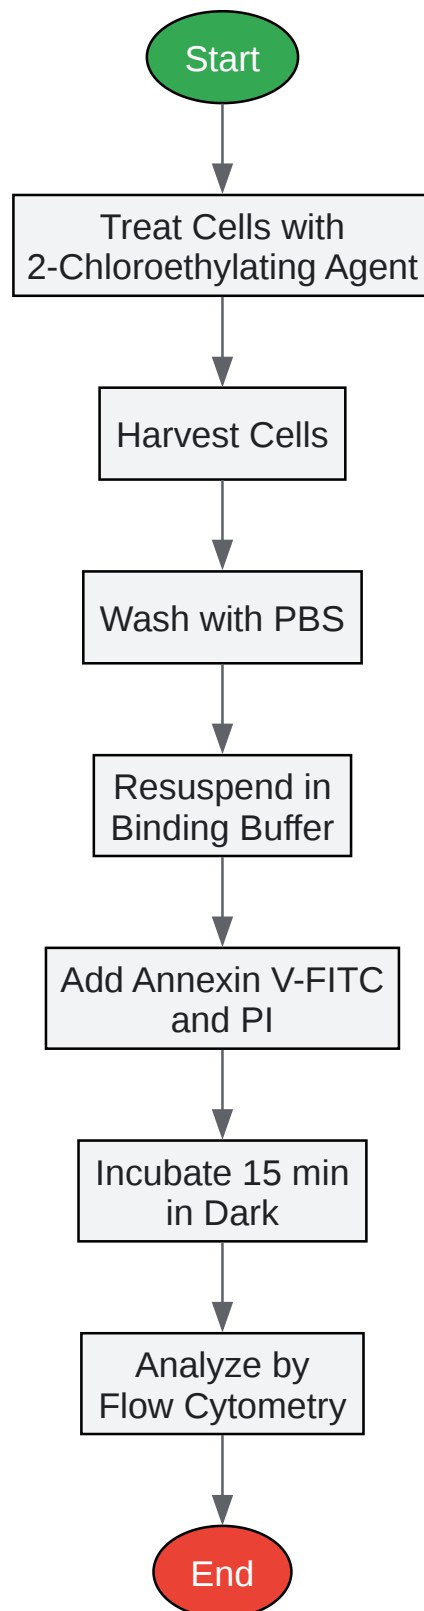 Start
Treat Cells with
2-Chloroethylating Agent
Harvest Cells
Wash with PBS
Resuspend in
Binding Buffer
Add Annexin V-FITC
and PI
Incubate 15 min
in Dark
Analyze by
Flow Cytometry
End